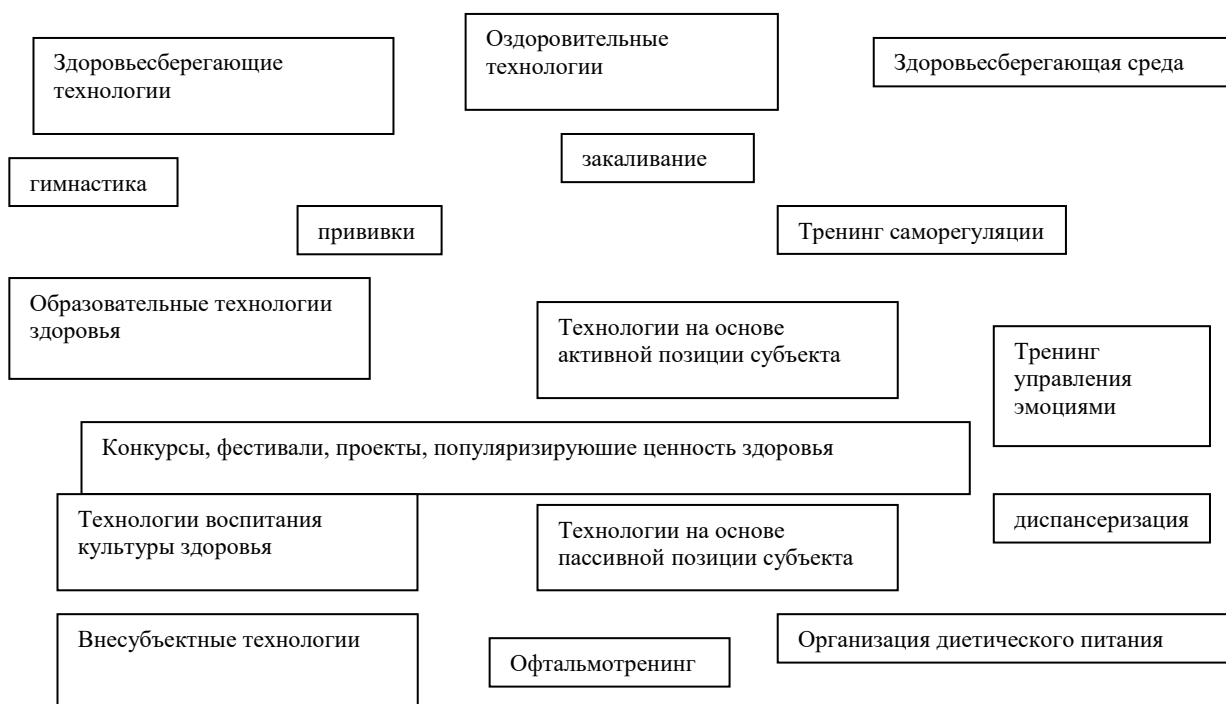 Оздоровительные
технологии
Здоровьесберегающие
технологии
Здоровьесберегающая среда
закаливание
гимнастика
прививки
Тренинг саморегуляции
Образовательные технологии
здоровья
Технологии на основе
активной позиции субъекта
Тренинг
управления
эмоциями
Конкурсы, фестивали, проекты, популяризируюшие ценность здоровья
Технологии воспитания
культуры здоровья
Технологии на основе
пассивной позиции субъекта
диспансеризация
Внесубъектные технологии
Офтальмотренинг
Организация диетического питания